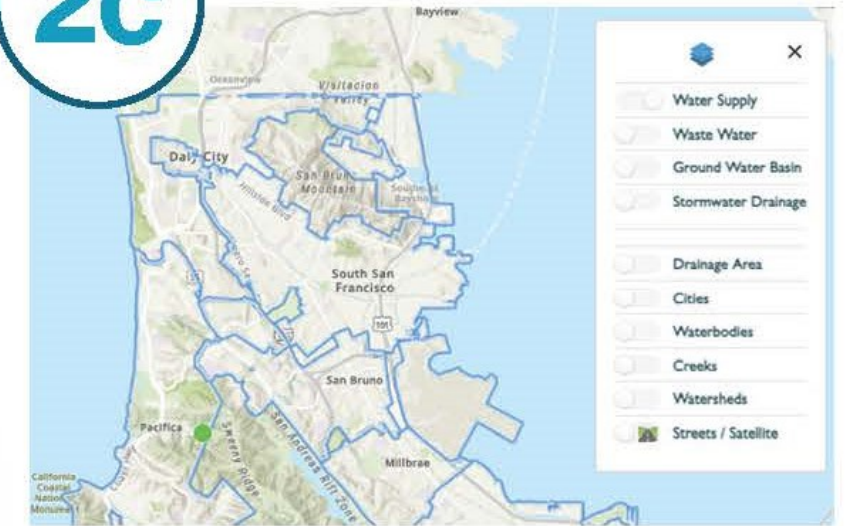 2c
Bayview
Oceanview
Visitacion
Valley
Daly City
San Bruno
Mountain
Hillside Blvd
South San
Francisco
101
San Bruno
Pacifica
Sweeny Ridge
San Andreas Rift Zone
Millbrae
California
Coastal
National
Monument
Water Supply
Waste Water
Ground Water Basin
Stormwater Drainage
Drainage Area
Cities
Waterbodies
Creeks
Watersheds
Streets / Satellite